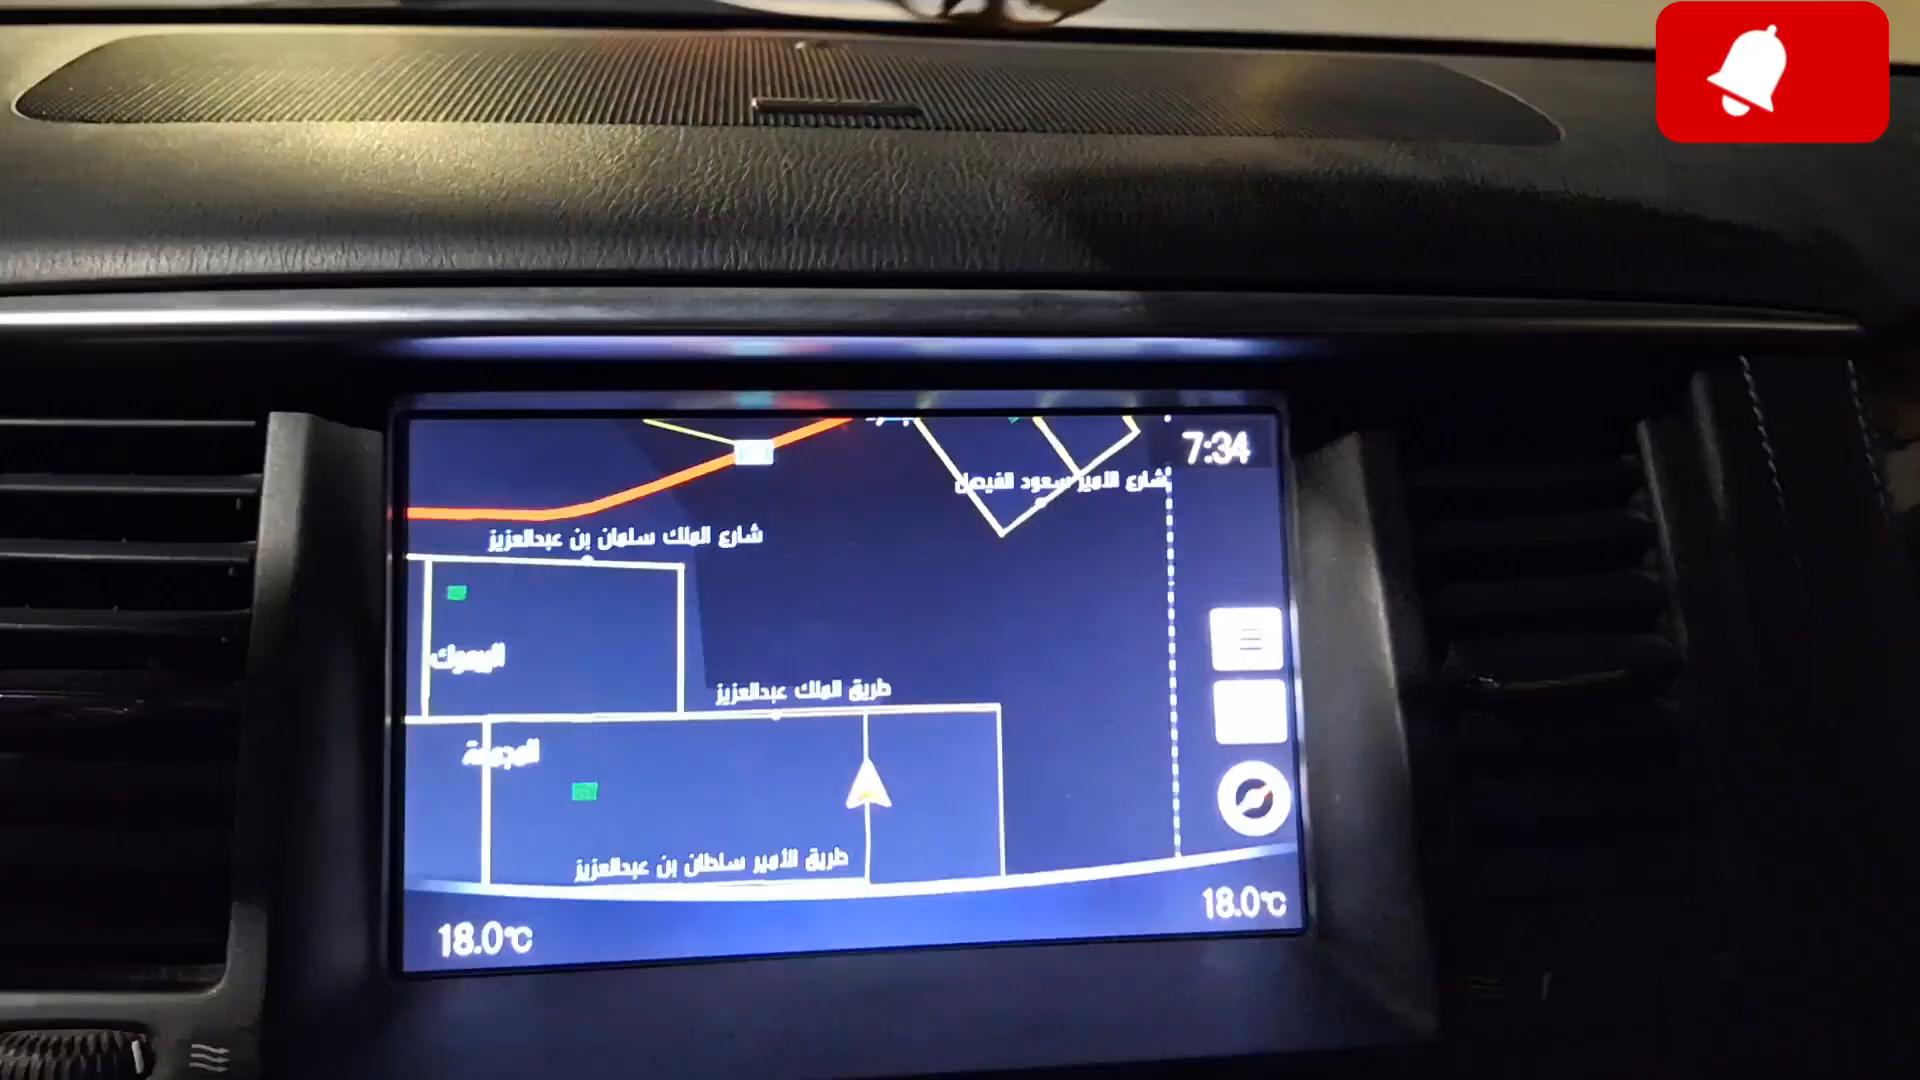 7:34
شارع الأمير سعود الفيصل
شارع الملك سلمان بن عبدالعزيز
اليرموك
طريق الملك عبدالعزيز
المجمعة
طريق الأمير سلطان بن عبدالعزيز
18.0°C
18.0°C